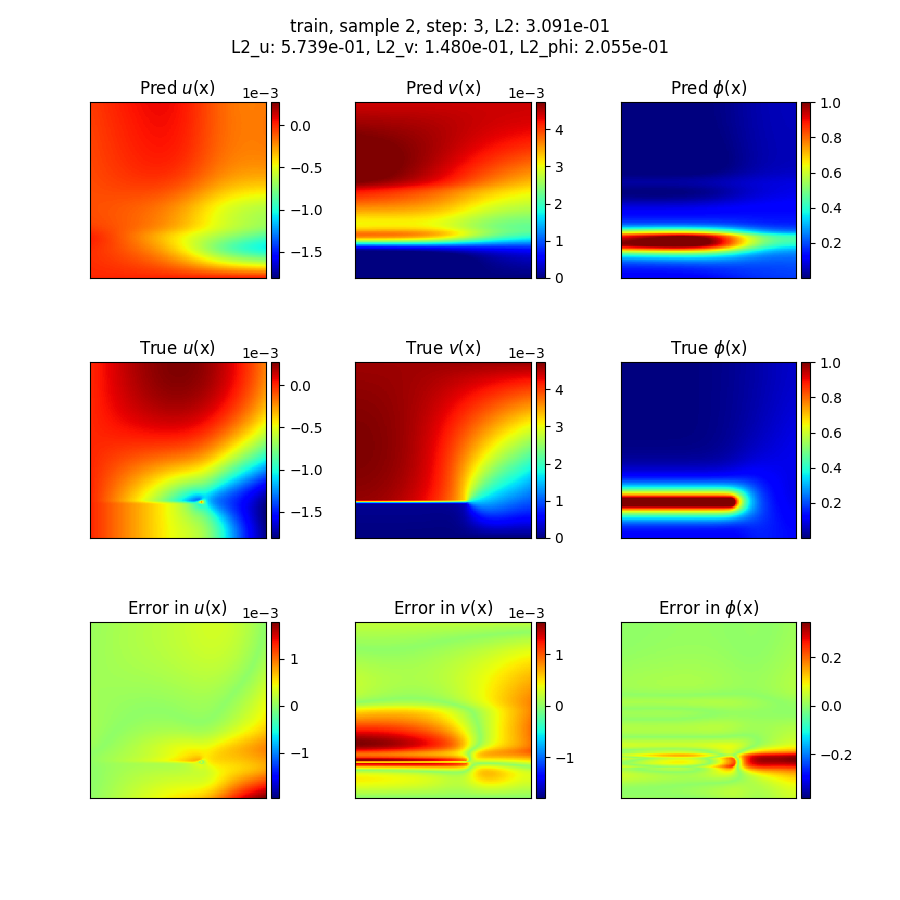 train, sample 2, step: 3, L2: 3.091e-01
L2_u: 5.739e-01, L2_v: 1.480e-01, L2_phi: 2.055e-01
Pred u(x)
1e−3
0.0
−0.5
−1.0
−1.5
Pred v(x)
1e−3
4
3
2
1
0
Pred ϕ(x)
1.0
0.8
0.6
0.4
0.2
True u(x)
1e−3
0.0
−0.5
−1.0
−1.5
True v(x)
1e−3
4
3
2
1
0
True ϕ(x)
1.0
0.8
0.6
0.4
0.2
Error in u(x)
1e−3
1
0
−1
Error in v(x)
1e−3
1
0
−1
Error in ϕ(x)
0.2
0.0
−0.2